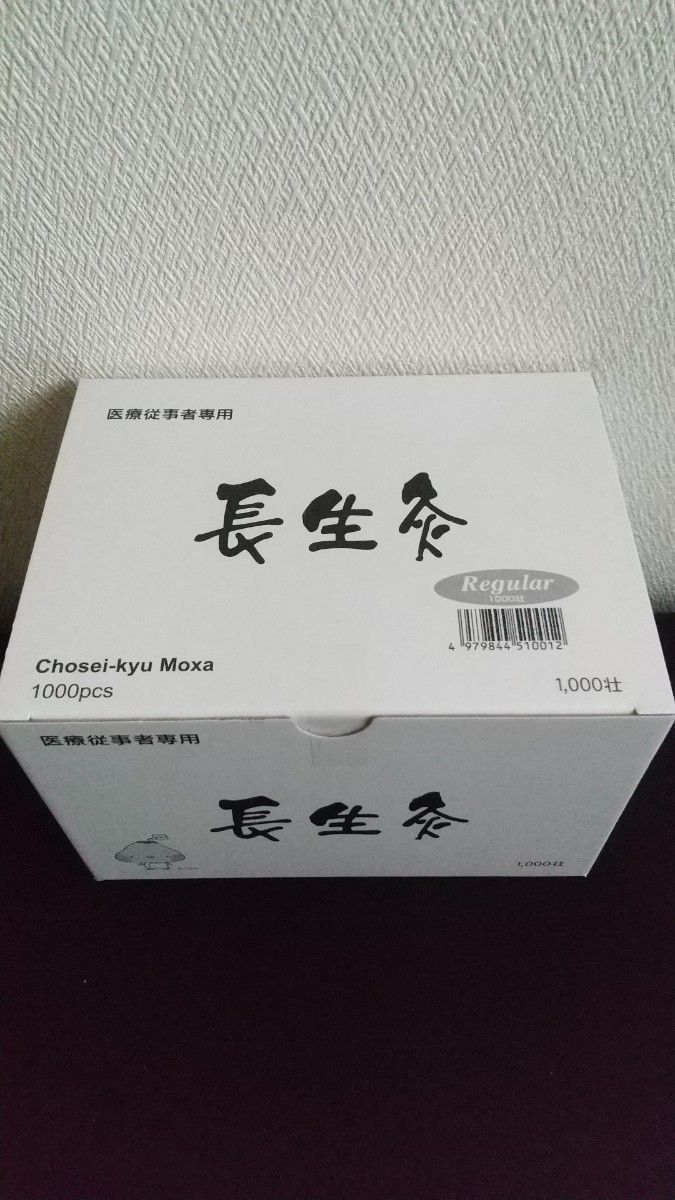 医療従事者専用
長生灸
Regular
1000壮
4 979844 510012
Chosei-kyu Moxa
1000pcs
1,000壮
医療従事者専用
長生灸
1,000壮